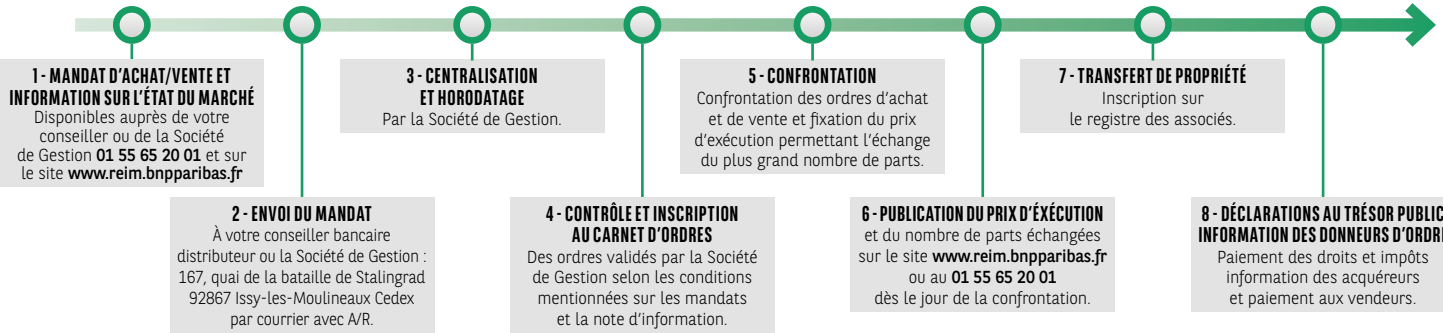 1 - MANDAT D'ACHAT/VENTE ET
INFORMATION SUR L'ÉTAT DU MARCHÉ
Disponibles auprès de votre
conseiller ou de la Société
de Gestion 01 55 65 20 01 et sur
le site www.reim.bnpparibas.fr
2 - ENVOI DU MANDAT
À votre conseiller bancaire
distributeur ou la Société de Gestion :
167, quai de la bataille de Stalingrad
92867 Issy-les-Moulineaux Cedex
par courrier avec A/R.
3 - CENTRALISATION
ET HORODATAGE
Par la Société de Gestion.
4 - CONTRÔLE ET INSCRIPTION
AU CARNET D'ORDRES
Des ordres validés par la Société
de Gestion selon les conditions
mentionnées sur les mandats
et la note d'information.
5 - CONFRONTATION
Confrontation des ordres d'achat
et de vente et fixation du prix
d'exécution permettant l'échange
du plus grand nombre de parts.
6 - PUBLICATION DU PRIX D'ÉXÉCUTION
et du nombre de parts échangées
sur le site www.reim.bnpparibas.fr
ou au 01 55 65 20 01
dès le jour de la confrontation.
7 - TRANSFERT DE PROPRIÉTÉ
Inscription sur
le registre des associés.
8 - DÉCLARATIONS AU TRÉSOR PUBLIC
INFORMATION DES DONNEURS D'ORDRE
Paiement des droits et impôts
information des acquéreurs
et paiement aux vendeurs.